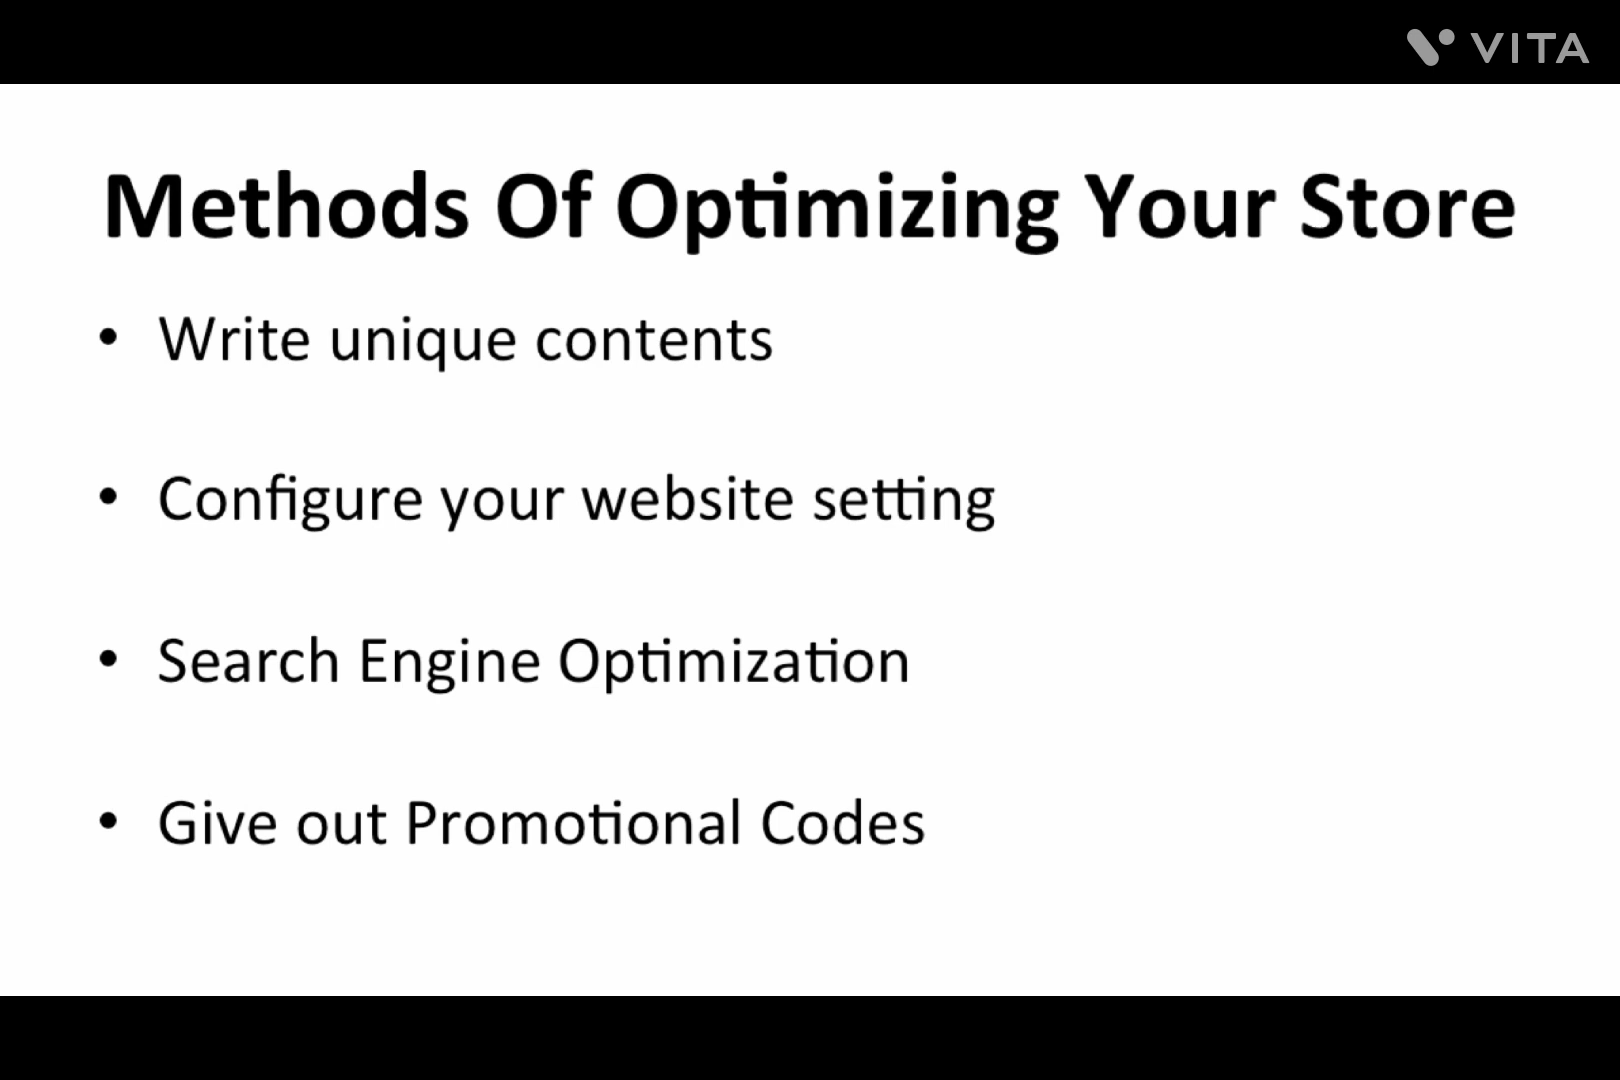 VITA
Methods Of Optimizing Your Store
• Write unique contents
• Configure your website setting
• Search Engine Optimization
• Give out Promotional Codes